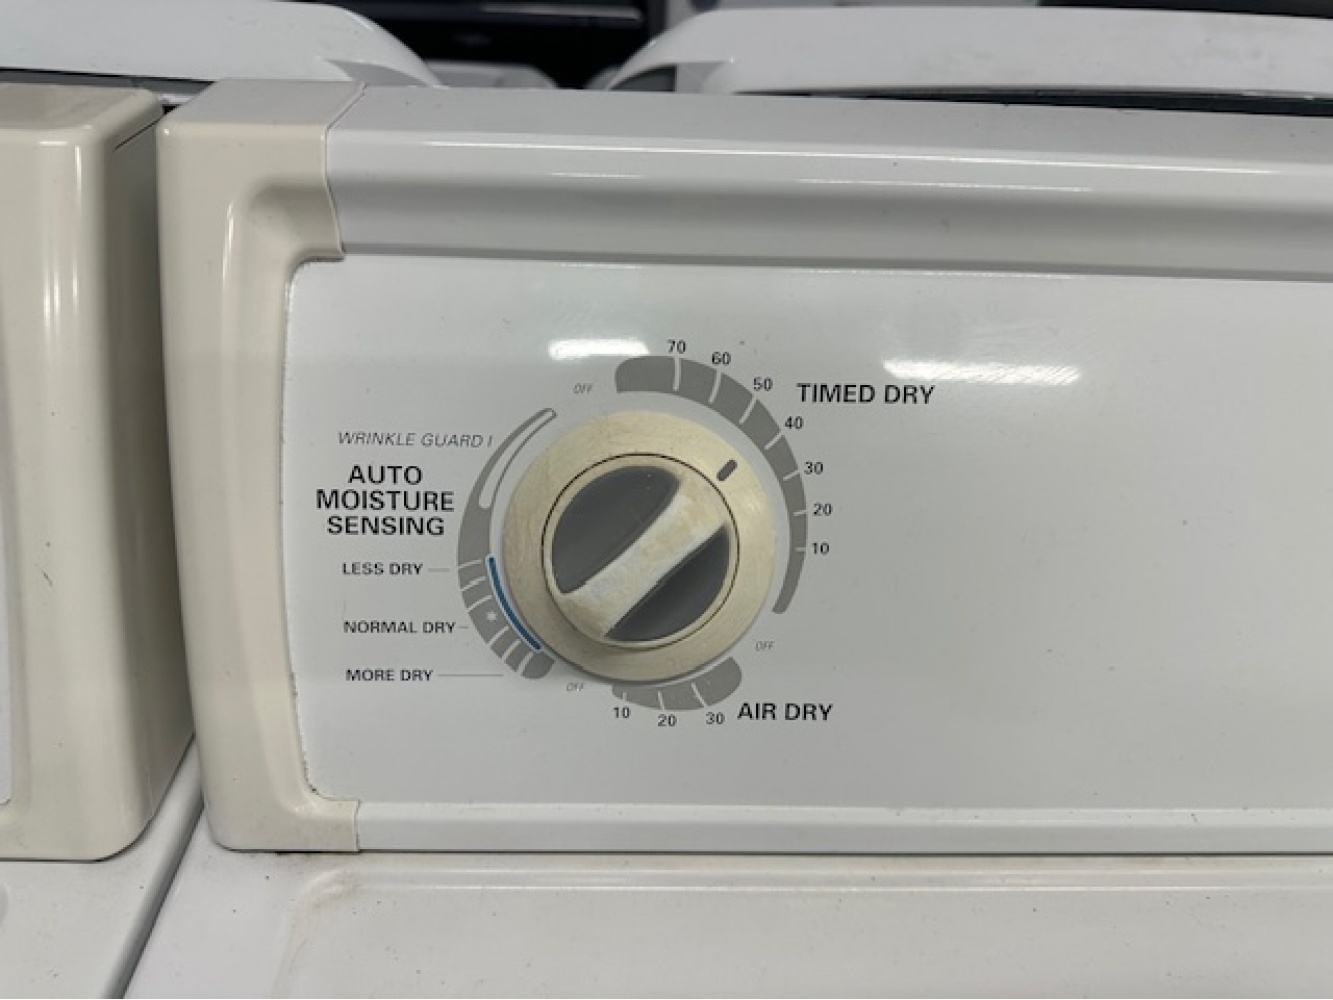 70
60
50
40
30
20
10
TIMED DRY
OFF
WRINKLE GUARD I
AUTO
MOISTURE
SENSING
LESS DRY
NORMAL DRY
*
MORE DRY
OFF
10
20
30
AIR DRY
OFF